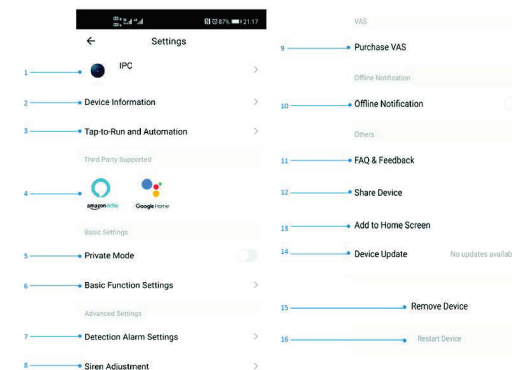 87% 21:17
Settings
1 IPC
2 Device Information
3 Tap-to-Run and Automation
Third Party Supported
4
amazon echo Google Home
Basic Settings
5 Private Mode
6 Basic Function Settings
Advanced Settings
7 Detection Alarm Settings
8 Siren Adjustment
VAS
9 Purchase VAS
Offline Notification
10 Offline Notification
Others
11 FAQ & Feedback
12 Share Device
13 Add to Home Screen
14 Device Update No updates availab
15 Remove Device
16 Restart Device